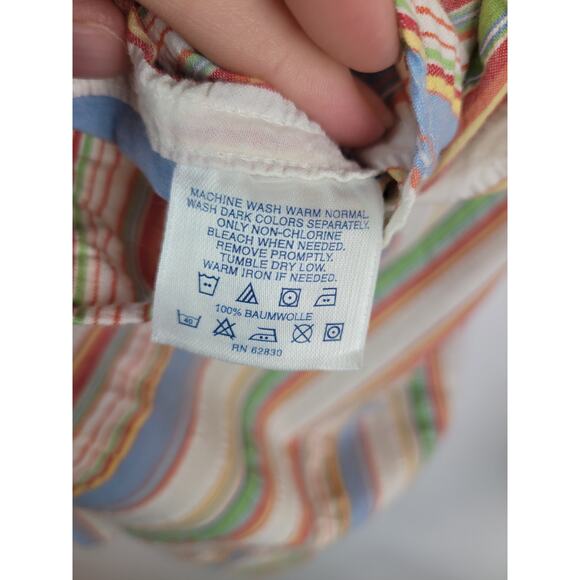 MACHINE WASH WARM NORMAL
WASH DARK COLORS SEPARATELY.
ONLY NON-CHLORINE
BLEACH WHEN NEEDED.
REMOVE PROMPTLY.
TUMBLE DRY LOW.
WARM IRON IF NEEDED.
100% BAUMWOLLE
40
RN 62830